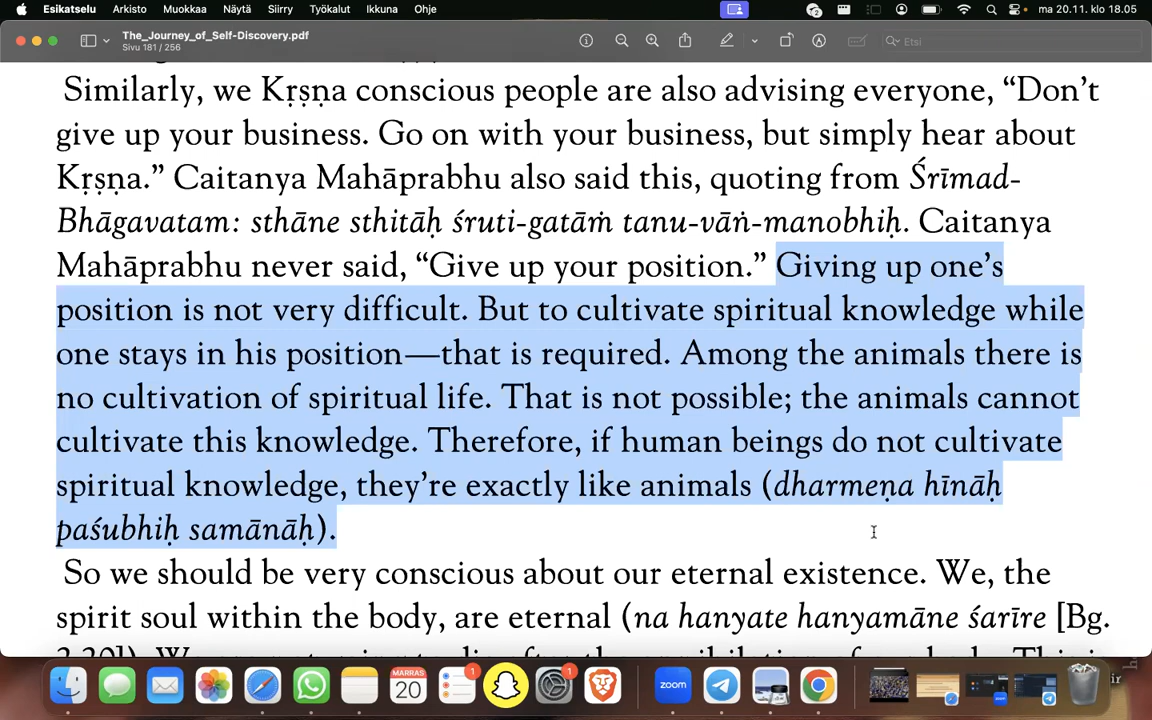 Esikatselu Arkisto Muokkaa Näytä Siirry Työkalut Ikkuna Ohje ma 20.11. klo 18.05
The_Journey_of_Self-Discovery.pdf
Sivu 181 / 256
Etsi
Similarly, we Kṛṣṇa conscious people are also advising everyone, “Don’t
give up your business. Go on with your business, but simply hear about
Kṛṣṇa.” Caitanya Mahāprabhu also said this, quoting from Śrīmad-
Bhāgavatam: sthāne sthitāḥ śruti-gatāṁ tanu-vāṅ-manobhiḥ. Caitanya
Mahāprabhu never said, “Give up your position.” Giving up one’s
position is not very difficult. But to cultivate spiritual knowledge while
one stays in his position—that is required. Among the animals there is
no cultivation of spiritual life. That is not possible; the animals cannot
cultivate this knowledge. Therefore, if human beings do not cultivate
spiritual knowledge, they’re exactly like animals (dharmeṇa hīnāḥ
paśubhiḥ samānāḥ).
So we should be very conscious about our eternal existence. We, the
spirit soul within the body, are eternal (na hanyate hanyamāne śarīre [Bg.
MARRAS
20
1
1
zoom